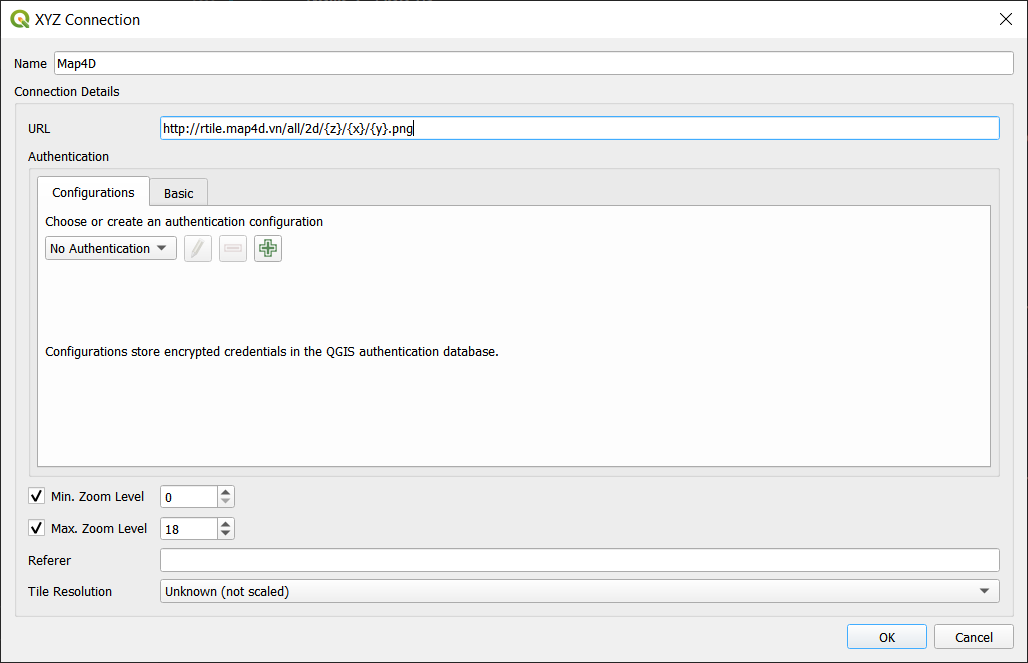 XYZ Connection
Name Map4D
Connection Details
URL http://rtile.map4d.vn/all/2d/{z}/{x}/{y}.png
Authentication
Configurations Basic
Choose or create an authentication configuration
No Authentication
Configurations store encrypted credentials in the QGIS authentication database.
Min. Zoom Level 0
Max. Zoom Level 18
Referer
Tile Resolution Unknown (not scaled)
OK Cancel